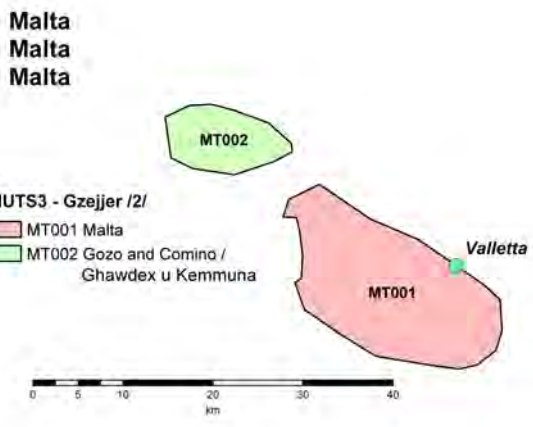 Malta
Malta
Malta
MT002
NUTS3 - Gzejjer /2/
MT001 Malta
MT002 Gozo and Comino /
Ghawdex u Kemmuna
Valletta
MT001
0 5 10 20 30 40
km